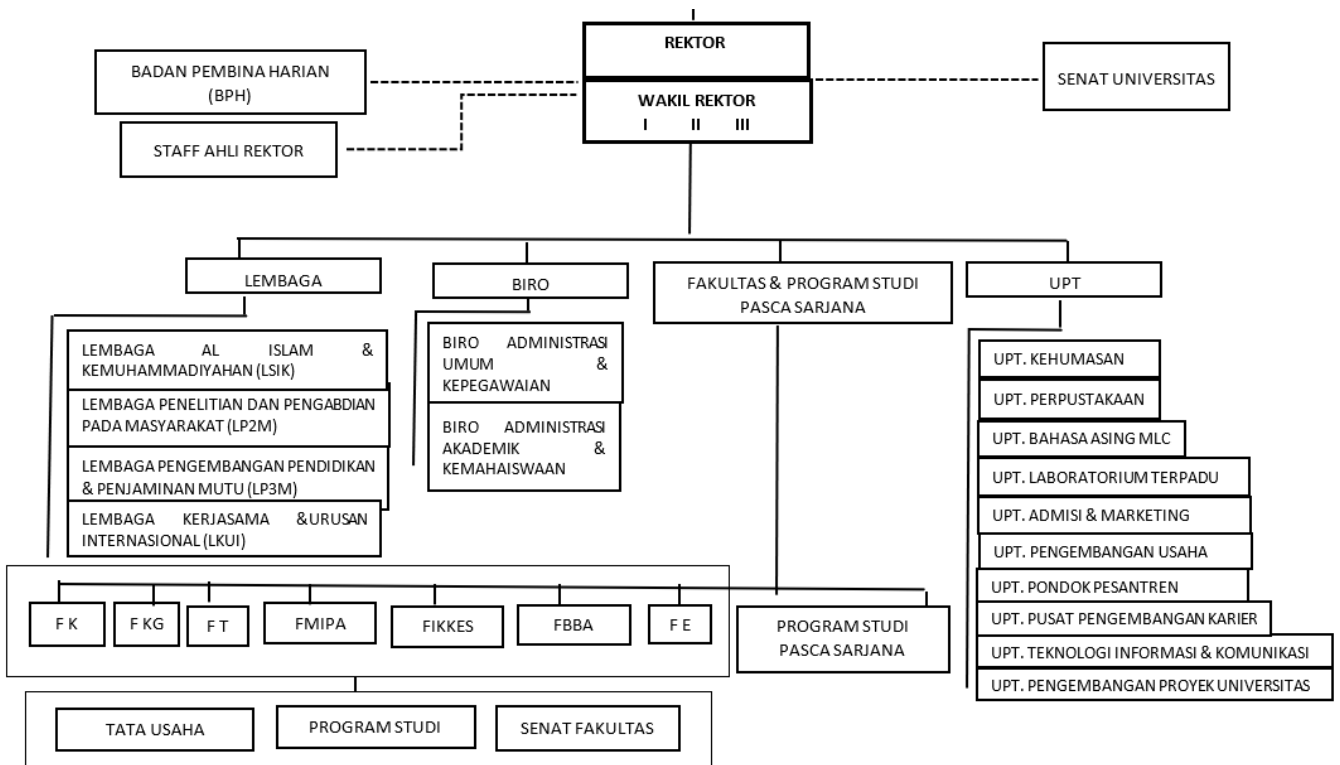 REKTOR
BADAN PEMBINA HARIAN
(BPH)
SENAT UNIVERSITAS
WAKIL REKTOR
I II III
STAFF AHLI REKTOR
LEMBAGA
BIRO
FAKULTAS & PROGRAM STUDI
PASCA SARJANA
UPT
LEMBAGA AL ISLAM &
KEMUHAMMADIYAHAN (LSIK)
LEMBAGA PENELITIAN DAN PENGABDIAN
PADA MASYARAKAT (LP2M)
LEMBAGA PENGEMBANGAN PENDIDIKAN
& PENJAMINAN MUTU (LP3M)
LEMBAGA KERJASAMA &URUSAN
INTERNASIONAL (LKUI)
BIRO ADMINISTRASI
UMUM &
KEPEGAWAIAN
BIRO ADMINISTRASI
AKADEMIK &
KEMAHAISWAAN
UPT. KEHUMASAN
UPT. PERPUSTAKAAN
UPT. BAHASA ASING MLC
UPT. LABORATORIUM TERPADU
UPT. ADMISI & MARKETING
UPT. PENGEMBANGAN USAHA
UPT. PONDOK PESANTREN
UPT. PUSAT PENGEMBANGAN KARIER
UPT. TEKNOLOGI INFORMASI & KOMUNIKASI
UPT. PENGEMBANGAN PROYEK UNIVERSITAS
F K
F KG
F T
FMIPA
FIKKES
FBBA
F E
PROGRAM STUDI
PASCA SARJANA
TATA USAHA
PROGRAM STUDI
SENAT FAKULTAS